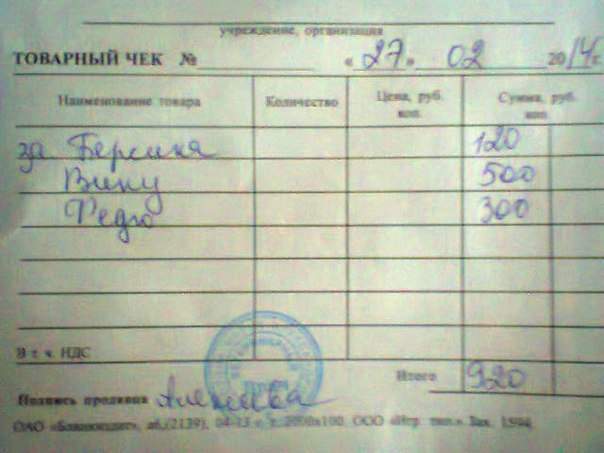 учреждение, организация
ТОВАРНЫЙ ЧЕК № «27» 02 2014 г.
Наименование товара Количество Цена, руб. коп. Сумма, руб. коп.
за Берсика 120
Вику 500
Федю 300
В т. ч. НДС
Итого 920
Подпись продавца
ОАО «Бланкиздат», з6,(2139), 04-13 г. т. 2000х100. ООО «Игр. тип.» Зак. 1594